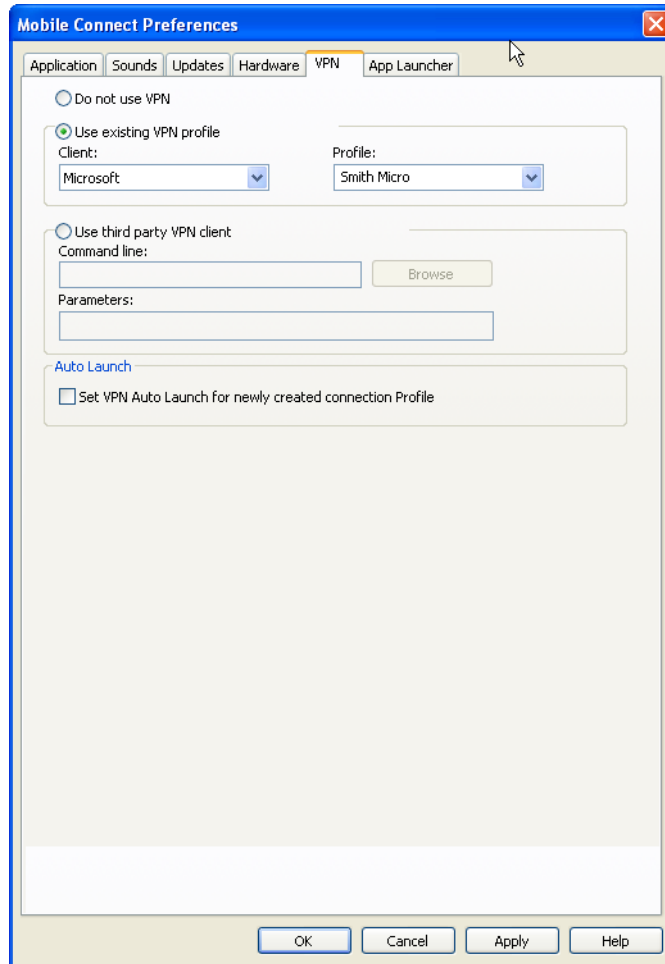 Mobile Connect Preferences
Application Sounds Updates Hardware VPN App Launcher
Do not use VPN
Use existing VPN profile
Client: Profile:
Microsoft Smith Micro
Use third party VPN client
Command line:
Browse
Parameters:
Auto Launch
Set VPN Auto Launch for newly created connection Profile
OK Cancel Apply Help